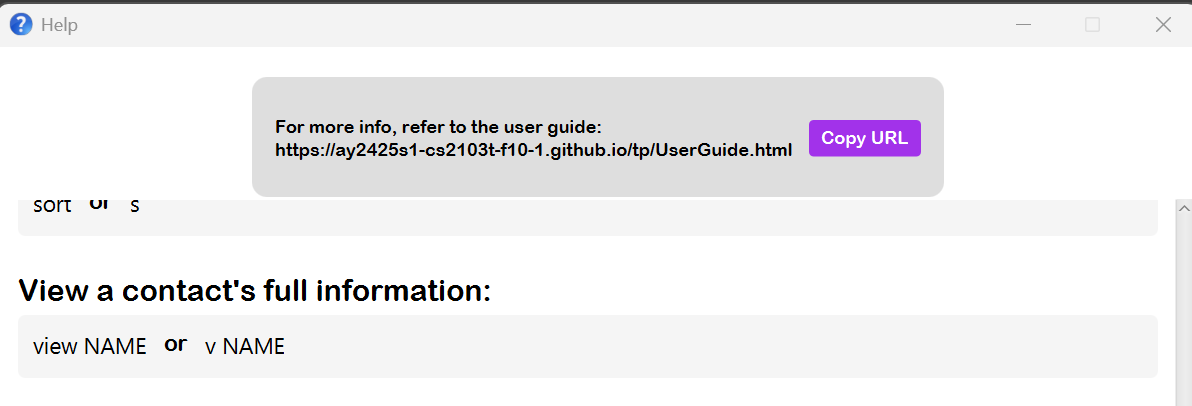 Help
For more info, refer to the user guide:
https://ay2425s1-cs2103t-f10-1.github.io/tp/UserGuide.html
Copy URL
sort or s
View a contact's full information:
view NAME or v NAME